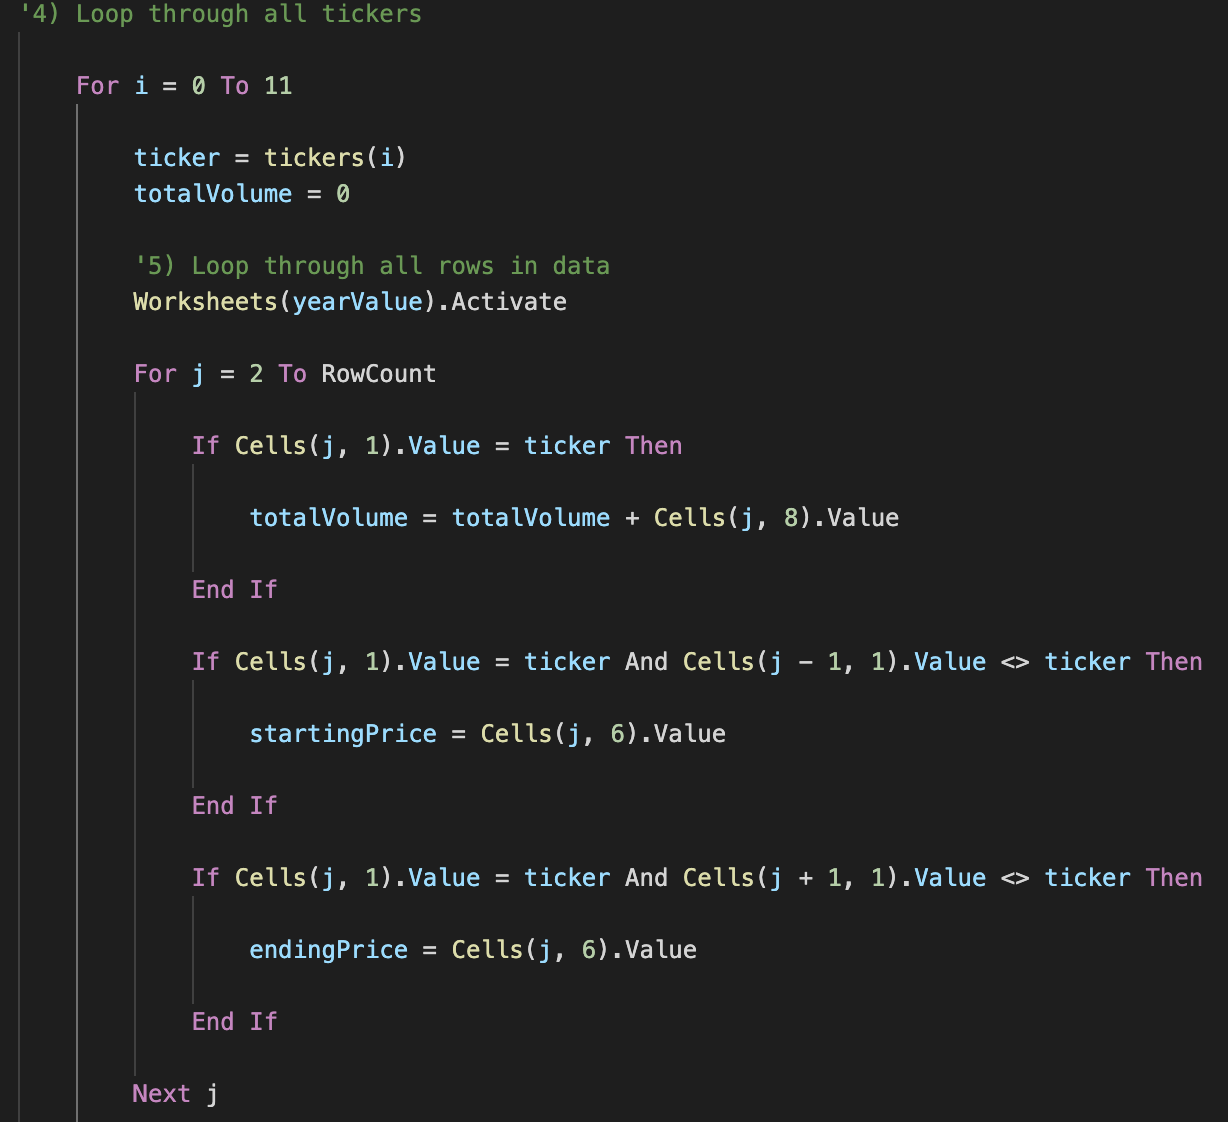 '4) Loop through all tickers
For i = 0 To 11
ticker = tickers(i)
totalVolume = 0
'5) Loop through all rows in data
Worksheets(yearValue).Activate
For j = 2 To RowCount
If Cells(j, 1).Value = ticker Then
totalVolume = totalVolume + Cells(j, 8).Value
End If
If Cells(j, 1).Value = ticker And Cells(j - 1, 1).Value <> ticker Then
startingPrice = Cells(j, 6).Value
End If
If Cells(j, 1).Value = ticker And Cells(j + 1, 1).Value <> ticker Then
endingPrice = Cells(j, 6).Value
End If
Next j